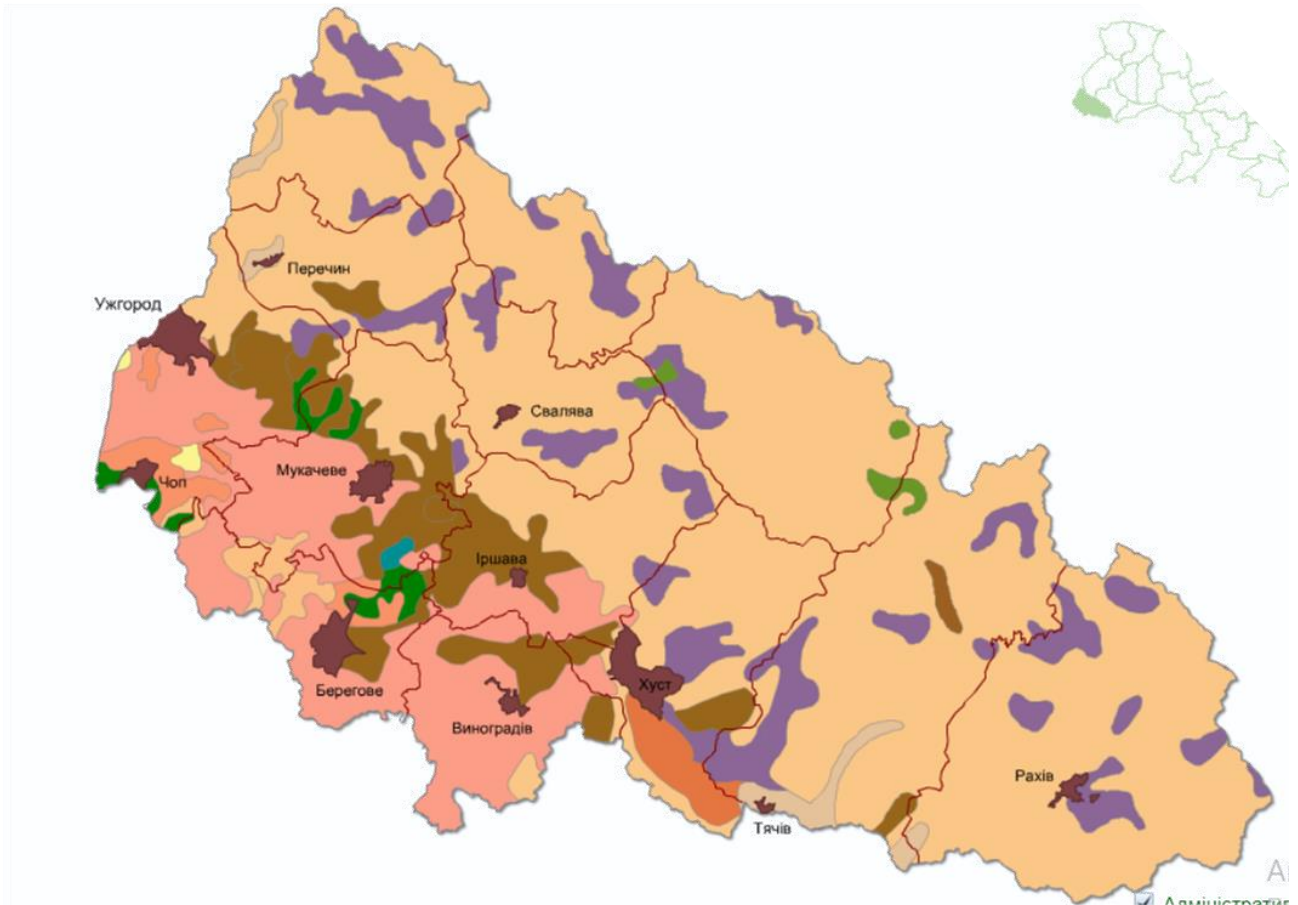 Перечин
Ужгород
Свалява
Мукачеве
Чоп
Іршава
Хуст
Берегове
Виноградів
Рахів
Тячів